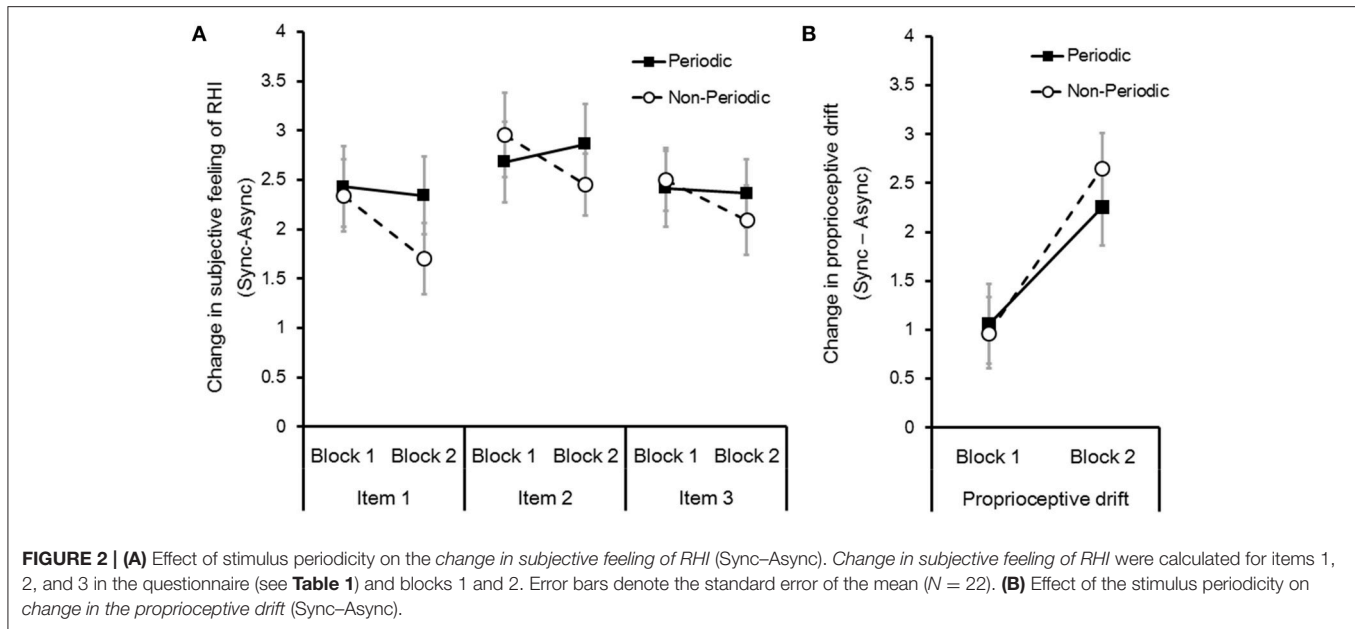 A
4
3.5
3
2.5
2
1.5
1
0.5
0
Change in subjective feeling of RHI
(Sync-Async)
Periodic
Non-Periodic
Block 1 Block 2 Block 1 Block 2 Block 1 Block 2
Item 1 Item 2 Item 3
B
4
3.5
3
2.5
2
1.5
1
0.5
0
Change in proprioceptive drift
(Sync – Async)
Periodic
Non-Periodic
Block 1 Block 2
Proprioceptive drift
FIGURE 2 | (A) Effect of stimulus periodicity on the change in subjective feeling of RHI (Sync–Async). Change in subjective feeling of RHI were calculated for items 1,
2, and 3 in the questionnaire (see Table 1) and blocks 1 and 2. Error bars denote the standard error of the mean (N = 22). (B) Effect of the stimulus periodicity on
change in the proprioceptive drift (Sync–Async).